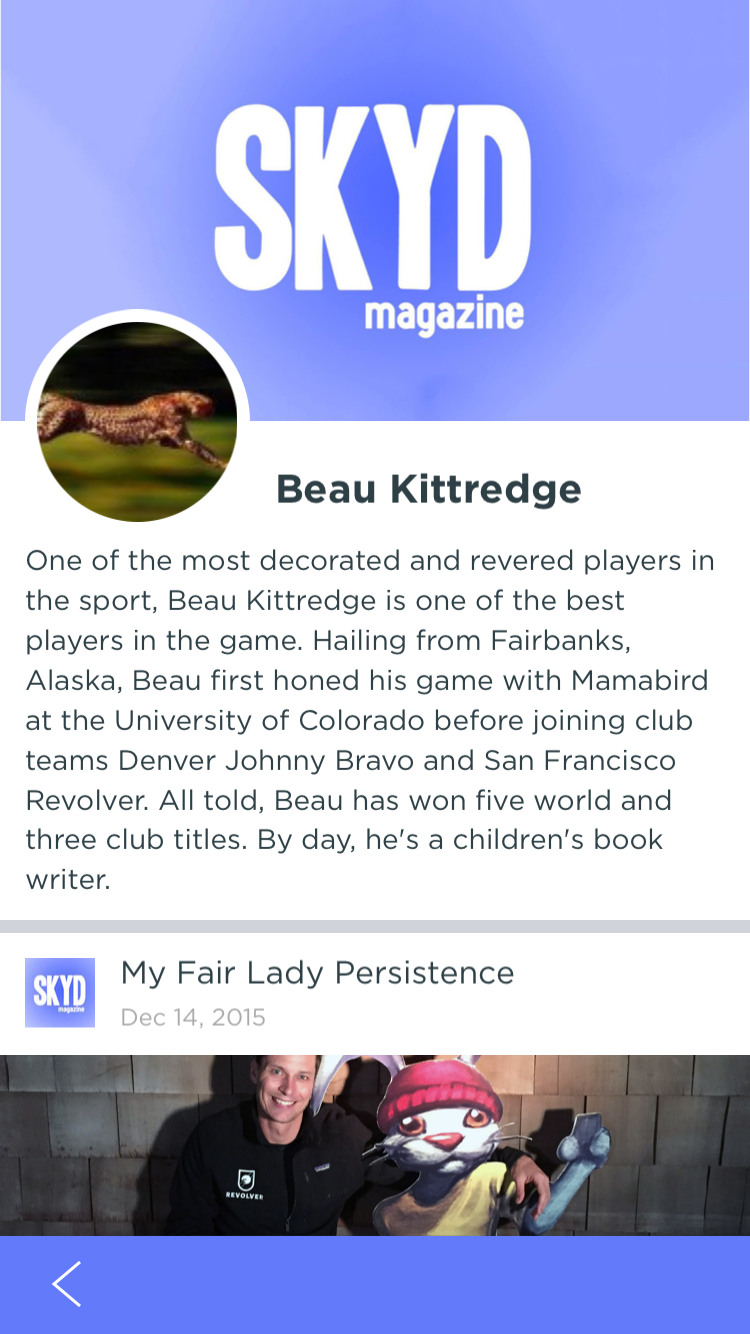 SKYD
magazine
Beau Kittredge
One of the most decorated and revered players in
the sport, Beau Kittredge is one of the best
players in the game. Hailing from Fairbanks,
Alaska, Beau first honed his game with Mamabird
at the University of Colorado before joining club
teams Denver Johnny Bravo and San Francisco
Revolver. All told, Beau has won five world and
three club titles. By day, he's a children's book
writer.
SKYD
magazine
My Fair Lady Persistence
Dec 14, 2015
REVOLVER